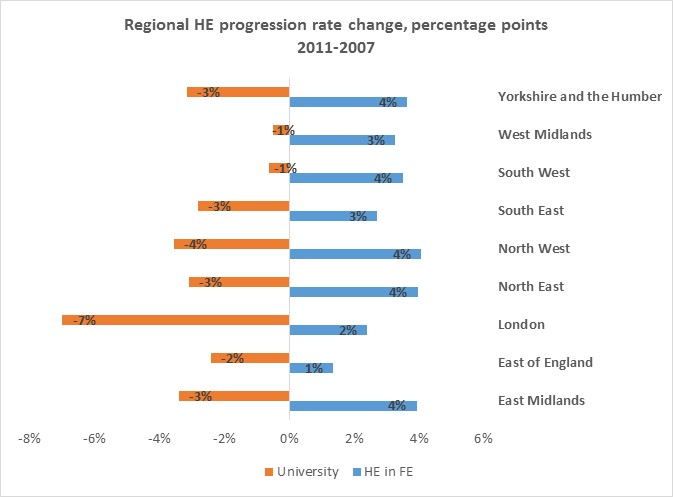 Regional HE progression rate change, percentage points
2011-2007
-3%
4%
Yorkshire and the Humber
-1%
3%
West Midlands
-1%
4%
South West
-3%
3%
South East
-4%
4%
North West
-3%
4%
North East
-7%
2%
London
-2%
1%
East of England
-3%
4%
East Midlands
-8% -6% -4% -2% 0% 2% 4% 6%
University HE in FE